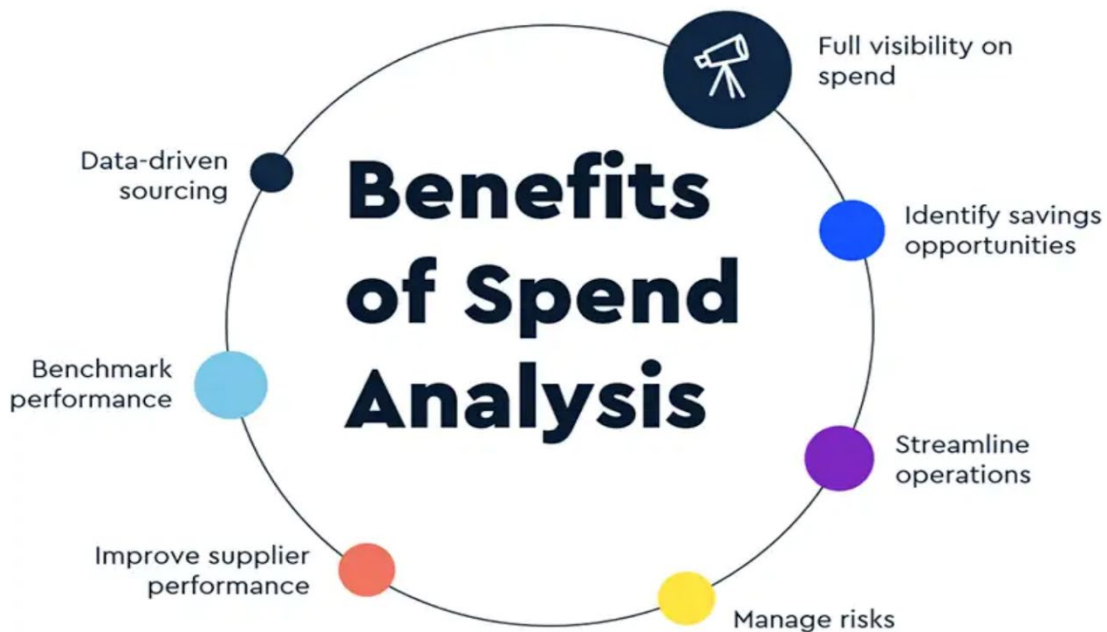 Benefits
of Spend
Analysis
Full visibility on
spend
Identify savings
opportunities
Streamline
operations
Manage risks
Improve supplier
performance
Benchmark
performance
Data-driven
sourcing